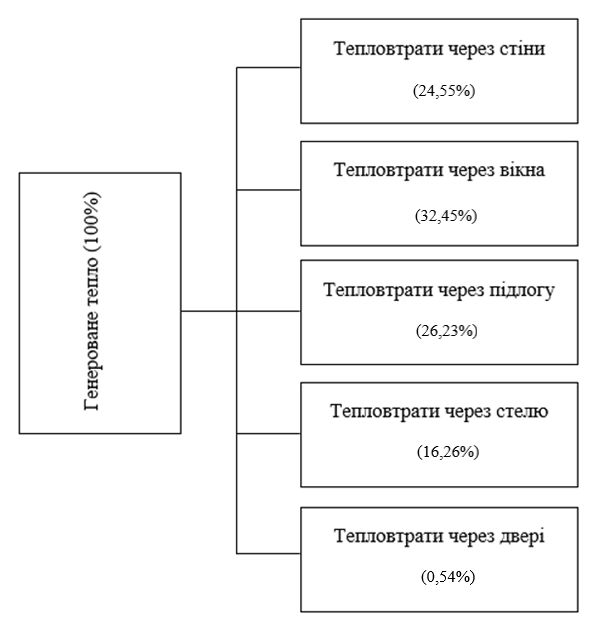 Генероване тепло (100%)
Тепловтрати через стіни
(24,55%)
Тепловтрати через вікна
(32,45%)
Тепловтрати через підлогу
(26,23%)
Тепловтрати через стелю
(16,26%)
Тепловтрати через двері
(0,54%)